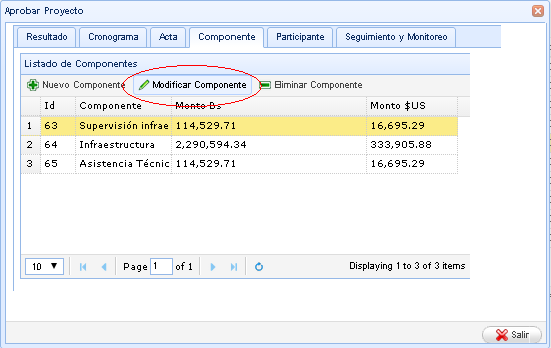 Aprobar Proyecto
Resultado Cronograma Acta Componente Participante Seguimiento y Monitoreo
Listado de Componentes
Nuevo Componente Modificar Componente Eliminar Componente
Id Componente Monto Bs Monto $US
1 63 Supervisión infrae 114,529.71 16,695.29
2 64 Infraestructura 2,290,594.34 333,905.88
3 65 Asistencia Técnic 114,529.71 16,695.29
10 Page 1 of 1 Displaying 1 to 3 of 3 items
Salir